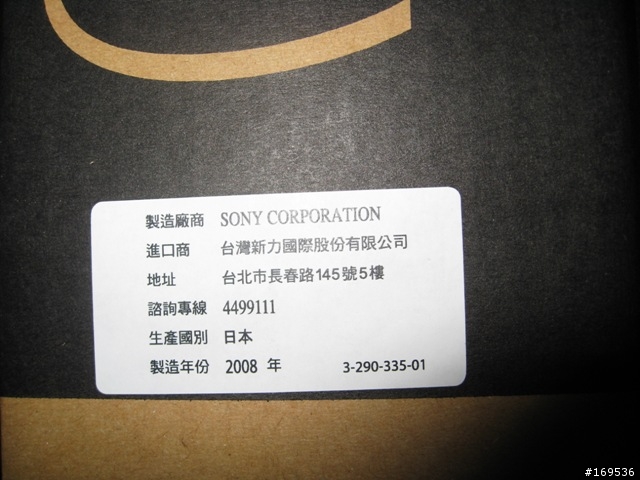 製造廠商 SONY CORPORATION
進口商 台灣新力國際股份有限公司
地址 台北市長春路145號5樓
諮詢專線 4499111
生產國別 日本
製造年份 2008 年 3-290-335-01
#169536